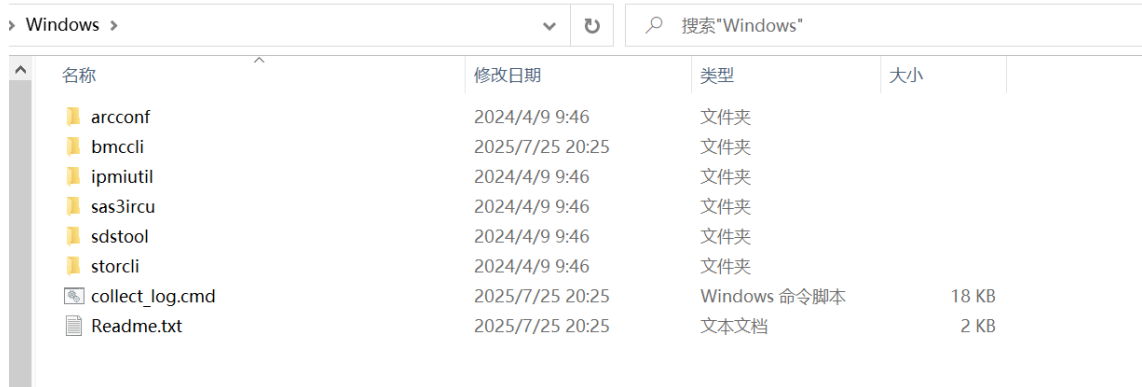 Windows
搜索"Windows"
名称 修改日期 类型 大小
arcconf 2024/4/9 9:46 文件夹
bmccli 2025/7/25 20:25 文件夹
ipmiutil 2024/4/9 9:46 文件夹
sas3ircu 2024/4/9 9:46 文件夹
sdstool 2024/4/9 9:46 文件夹
storcli 2024/4/9 9:46 文件夹
collect_log.cmd 2025/7/25 20:25 Windows 命令脚本 18 KB
Readme.txt 2025/7/25 20:25 文本文档 2 KB